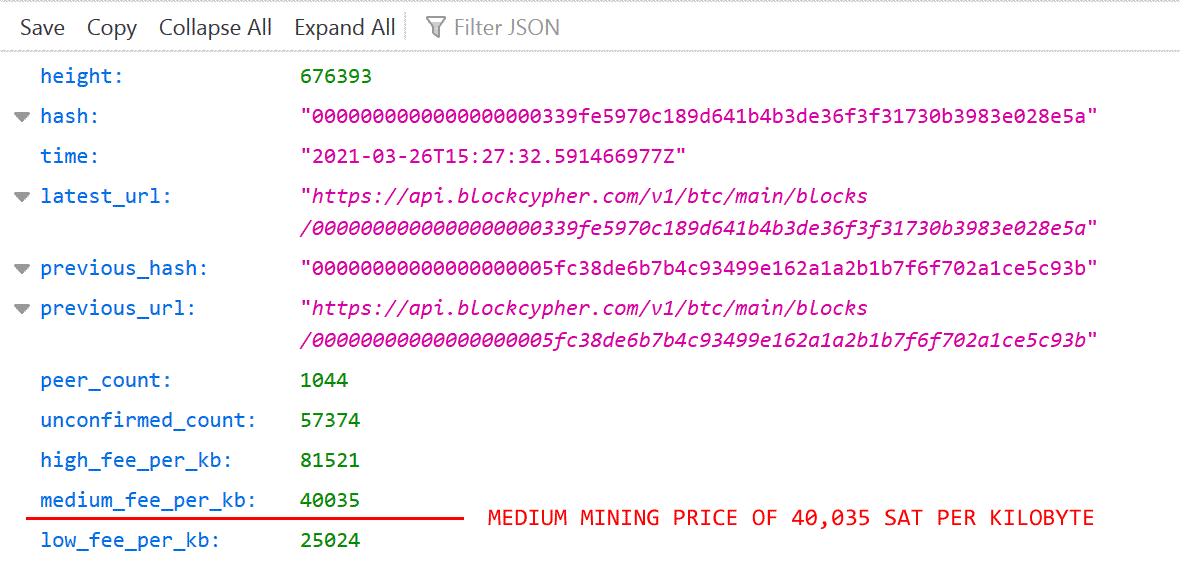 Save Copy Collapse All Expand All Filter JSON
height: 676393
hash: "0000000000000000000339fe5970c189d641b4b3de36f3f31730b3983e028e5a"
time: "2021-03-26T15:27:32.591466977Z"
latest_url: "https://api.blockcypher.com/v1/btc/main/blocks
/0000000000000000000339fe5970c189d641b4b3de36f3f31730b3983e028e5a"
previous_hash: "00000000000000000005fc38de6b7b4c93499e162a1a2b1b7f6f702a1ce5c93b"
previous_url: "https://api.blockcypher.com/v1/btc/main/blocks
/00000000000000000005fc38de6b7b4c93499e162a1a2b1b7f6f702a1ce5c93b"
peer_count: 1044
unconfirmed_count: 57374
high_fee_per_kb: 81521
medium_fee_per_kb: 40035
MEDIUM MINING PRICE OF 40,035 SAT PER KILOBYTE
low_fee_per_kb: 25024